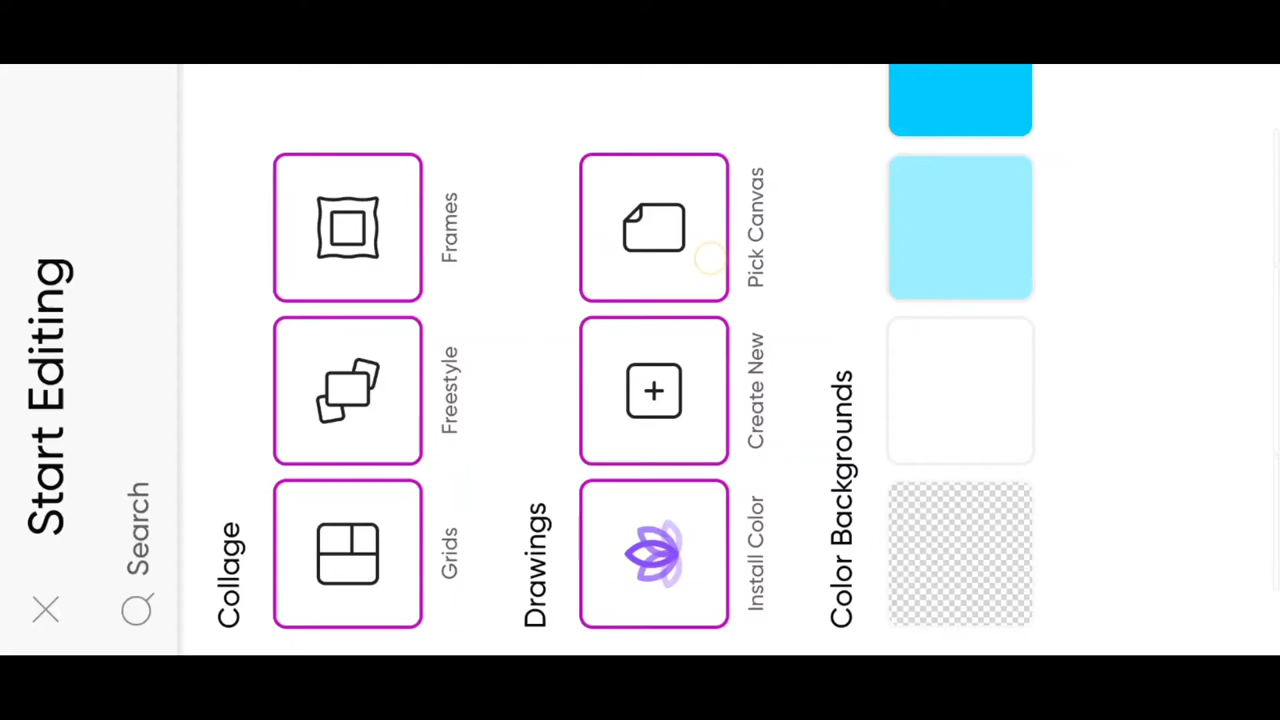 Start Editing
Search
Collage
Grids
Freestyle
Frames
Drawings
Install Color
Create New
Pick Canvas
Color Backgrounds